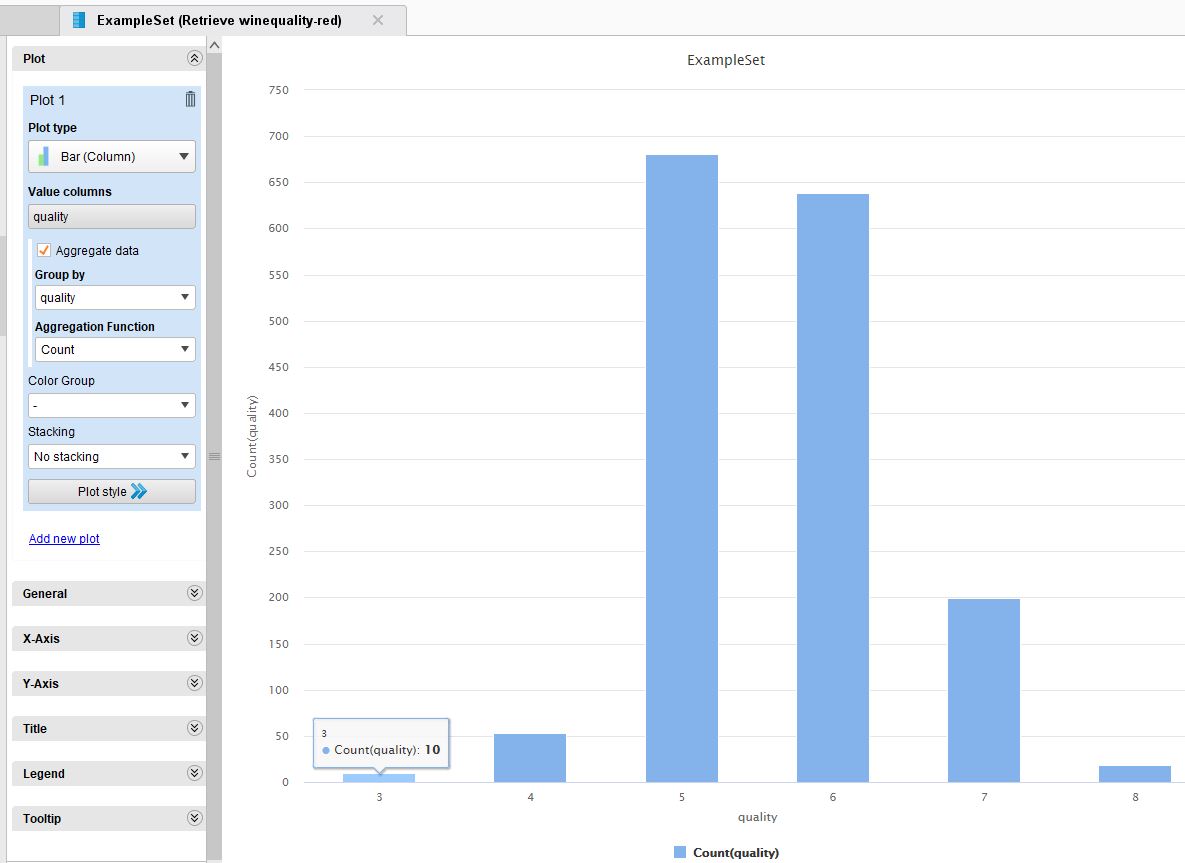 ExampleSet (Retrieve winequality-red)
Plot
Plot 1
Plot type
Bar (Column)
Value columns
quality
Aggregate data
Group by
quality
Aggregation Function
Count
Color Group
-
Stacking
No stacking
Plot style
Add new plot
General
X-Axis
Y-Axis
Title
Legend
Tooltip
ExampleSet
750
700
650
600
550
500
450
400
350
300
250
200
150
100
50
0
Count(quality)
3
Count(quality): 10
3 4 5 6 7 8
quality
Count(quality)